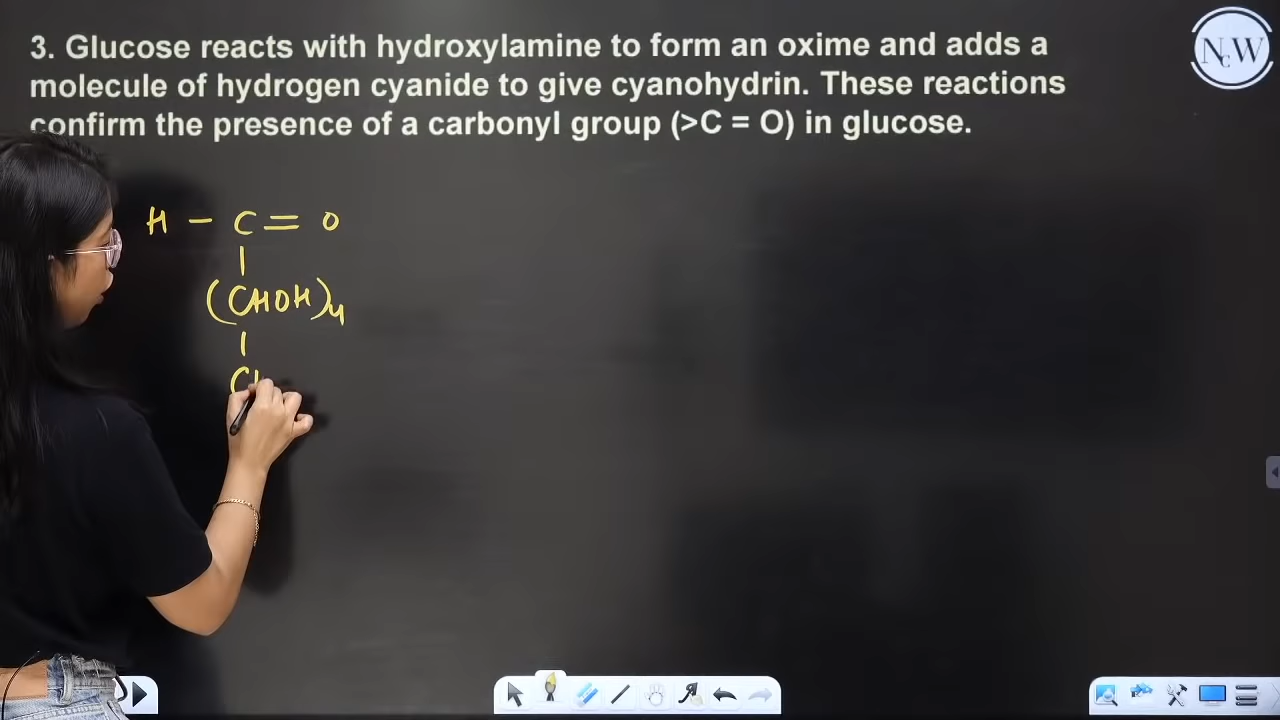 3. Glucose reacts with hydroxylamine to form an oxime and adds a
molecule of hydrogen cyanide to give cyanohydrin. These reactions
confirm the presence of a carbonyl group (>C = O) in glucose.
NcW
H - C = O
|
(CHOH)4
|
C